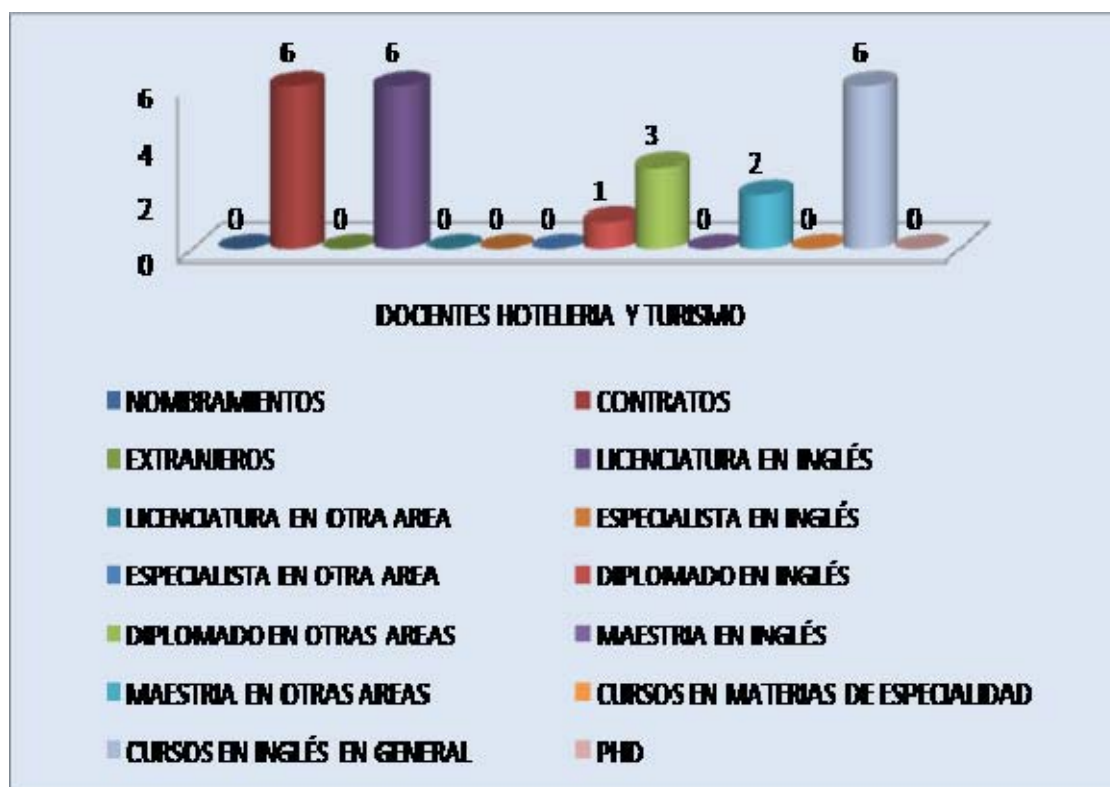 6 6 6
6
4 3
2 1 2
0 0 0 0 0 0 0 0 0
DOCENTES HOTELERIA Y TURISMO
NOMBRAMIENTOS CONTRATOS
EXTRANJEROS LICENCIATURA EN INGLÉS
LICENCIATURA EN OTRA AREA ESPECIALISTA EN INGLÉS
ESPECIALISTA EN OTRA AREA DIPLOMADO EN INGLÉS
DIPLOMADO EN OTRAS AREAS MAESTRIA EN INGLÉS
MAESTRIA EN OTRAS AREAS CURSOS EN MATERIAS DE ESPECIALIDAD
CURSOS EN INGLÉS EN GENERAL PHD